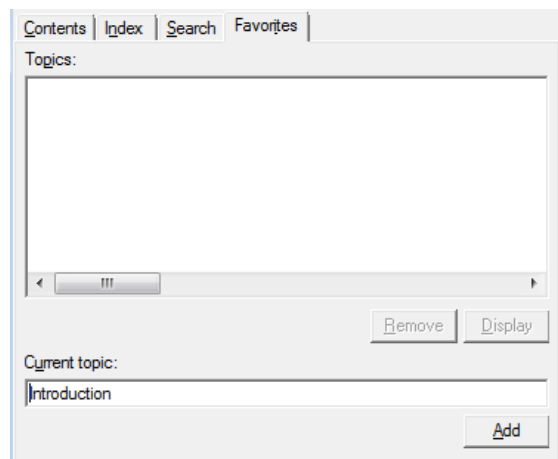 Contents Index Search Favorites
Topics:
Remove Display
Current topic:
Introduction
Add